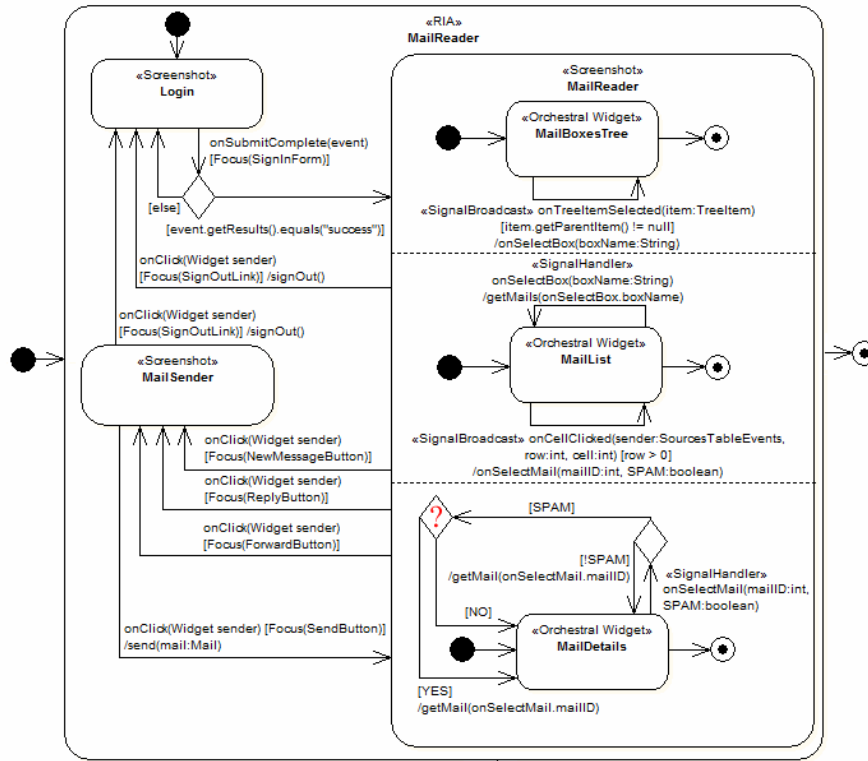 «RIA»
MailReader
«Screenshot»
Login
onSubmitComplete(event)
[Focus(SignInForm)]
[else]
[event.getResults().equals("success")]
onClick(Widget sender)
[Focus(SignOutLink)] /signOut()
onClick(Widget sender)
[Focus(SignOutLink)] /signOut()
«Screenshot»
MailSender
onClick(Widget sender)
[Focus(NewMessageButton)]
onClick(Widget sender)
[Focus(ReplyButton)]
onClick(Widget sender)
[Focus(ForwardButton)]
onClick(Widget sender) [Focus(SendButton)]
/send(mail:Mail)
«Screenshot»
MailReader
«Orchestral Widget»
MailBoxesTree
«SignalBroadcast» onTreeItemSelected(item:TreeItem)
[item.getParentItem() != null]
/onSelectBox(boxName:String)
«SignalHandler»
onSelectBox(boxName:String)
/getMails(onSelectBox.boxName)
«Orchestral Widget»
MailList
«SignalBroadcast» onCellClicked(sender:SourcesTableEvents,
row:int, cell:int) [row > 0]
/onSelectMail(mailID:int, SPAM:boolean)
?
[SPAM]
[!SPAM]
/getMail(onSelectMail.mailID)
«SignalHandler»
onSelectMail(mailID:int,
SPAM:boolean)
[NO]
«Orchestral Widget»
MailDetails
[YES]
/getMail(onSelectMail.mailID)